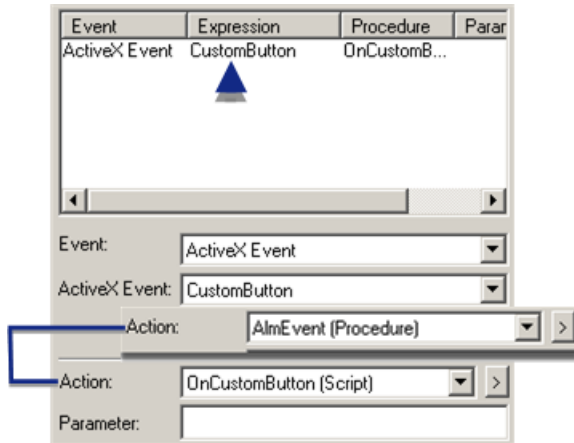 Event Expression Procedure Parar
ActiveX Event CustomButton OnCustomB...
Event: ActiveX Event
ActiveX Event: CustomButton
Action: AlmEvent (Procedure) >
Action: OnCustomButton (Script) >
Parameter: